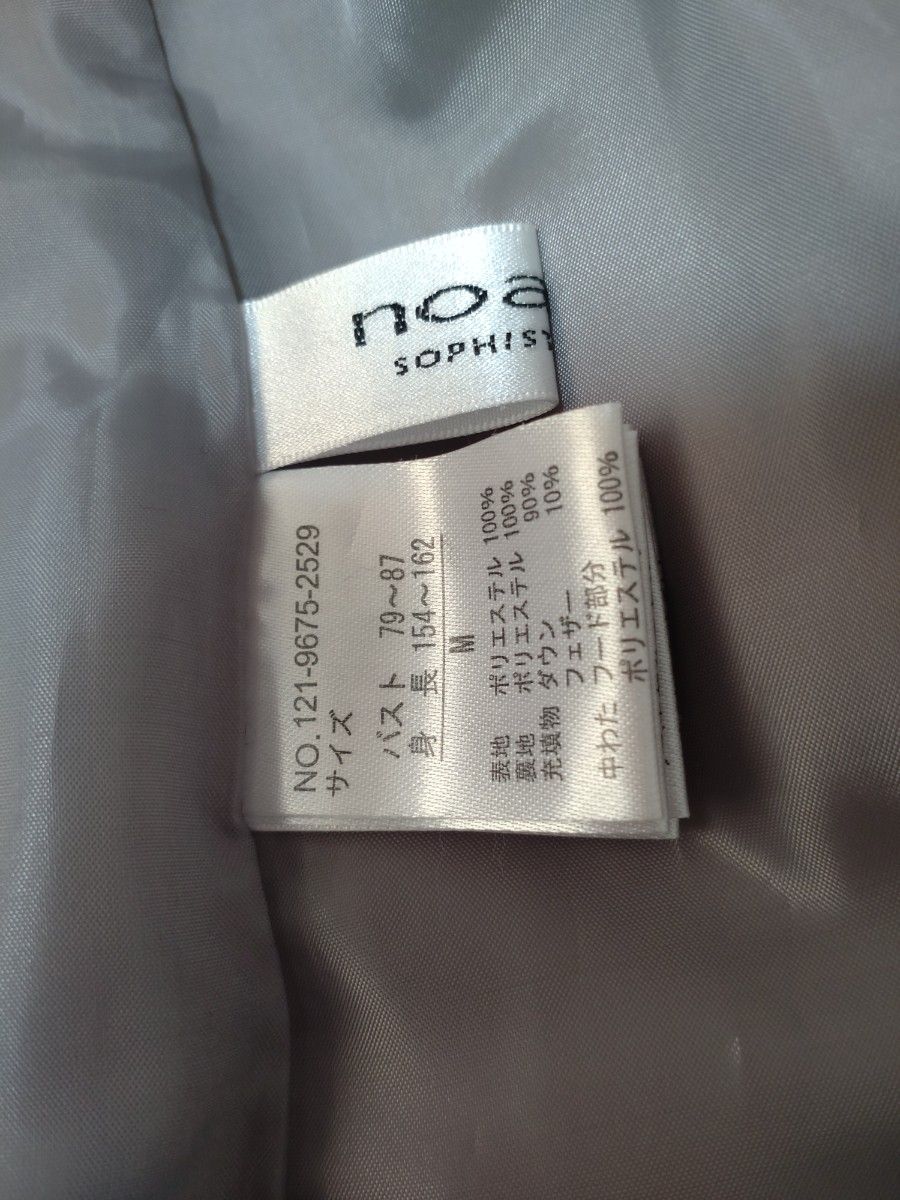 noa
SOPHIST
NO.121-9675-2529
サイズ
バスト 79～87
身 長 154～162
M
表地 ポリエステル 100%
裏地 ポリエステル 100%
充填物 ダウン 90%
フェザー 10%
中わた フード部分
ポリエステル 100%